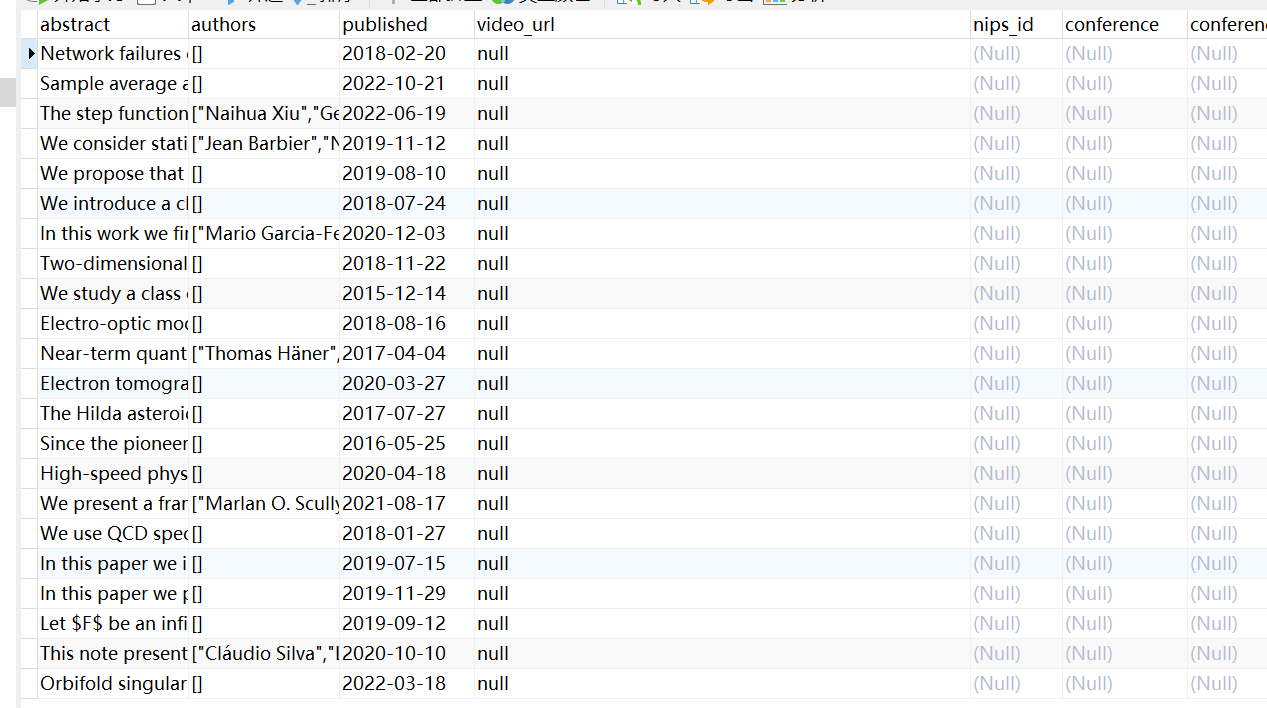 abstract authors published video_url nips_id conference conferen
Network failures [] 2018-02-20 null (Null) (Null) (Null)
Sample average a [] 2022-10-21 null (Null) (Null) (Null)
The step function ["Naihua Xiu","Ge 2022-06-19 null (Null) (Null) (Null)
We consider stati ["Jean Barbier","N 2019-11-12 null (Null) (Null) (Null)
We propose that [] 2019-08-10 null (Null) (Null) (Null)
We introduce a cl [] 2018-07-24 null (Null) (Null) (Null)
In this work we fir ["Mario Garcia-Fe 2020-12-03 null (Null) (Null) (Null)
Two-dimensional [] 2018-11-22 null (Null) (Null) (Null)
We study a class [] 2015-12-14 null (Null) (Null) (Null)
Electro-optic mod [] 2018-08-16 null (Null) (Null) (Null)
Near-term quant ["Thomas Häner", 2017-04-04 null (Null) (Null) (Null)
Electron tomogra [] 2020-03-27 null (Null) (Null) (Null)
The Hilda asteroid [] 2017-07-27 null (Null) (Null) (Null)
Since the pioneer [] 2016-05-25 null (Null) (Null) (Null)
High-speed phys [] 2020-04-18 null (Null) (Null) (Null)
We present a fran ["Marlan O. Scully 2021-08-17 null (Null) (Null) (Null)
We use QCD spec [] 2018-01-27 null (Null) (Null) (Null)
In this paper we i [] 2019-07-15 null (Null) (Null) (Null)
In this paper we p [] 2019-11-29 null (Null) (Null) (Null)
Let $F$ be an infi [] 2019-09-12 null (Null) (Null) (Null)
This note present ["Cláudio Silva","L 2020-10-10 null (Null) (Null) (Null)
Orbifold singular [] 2022-03-18 null (Null) (Null) (Null)